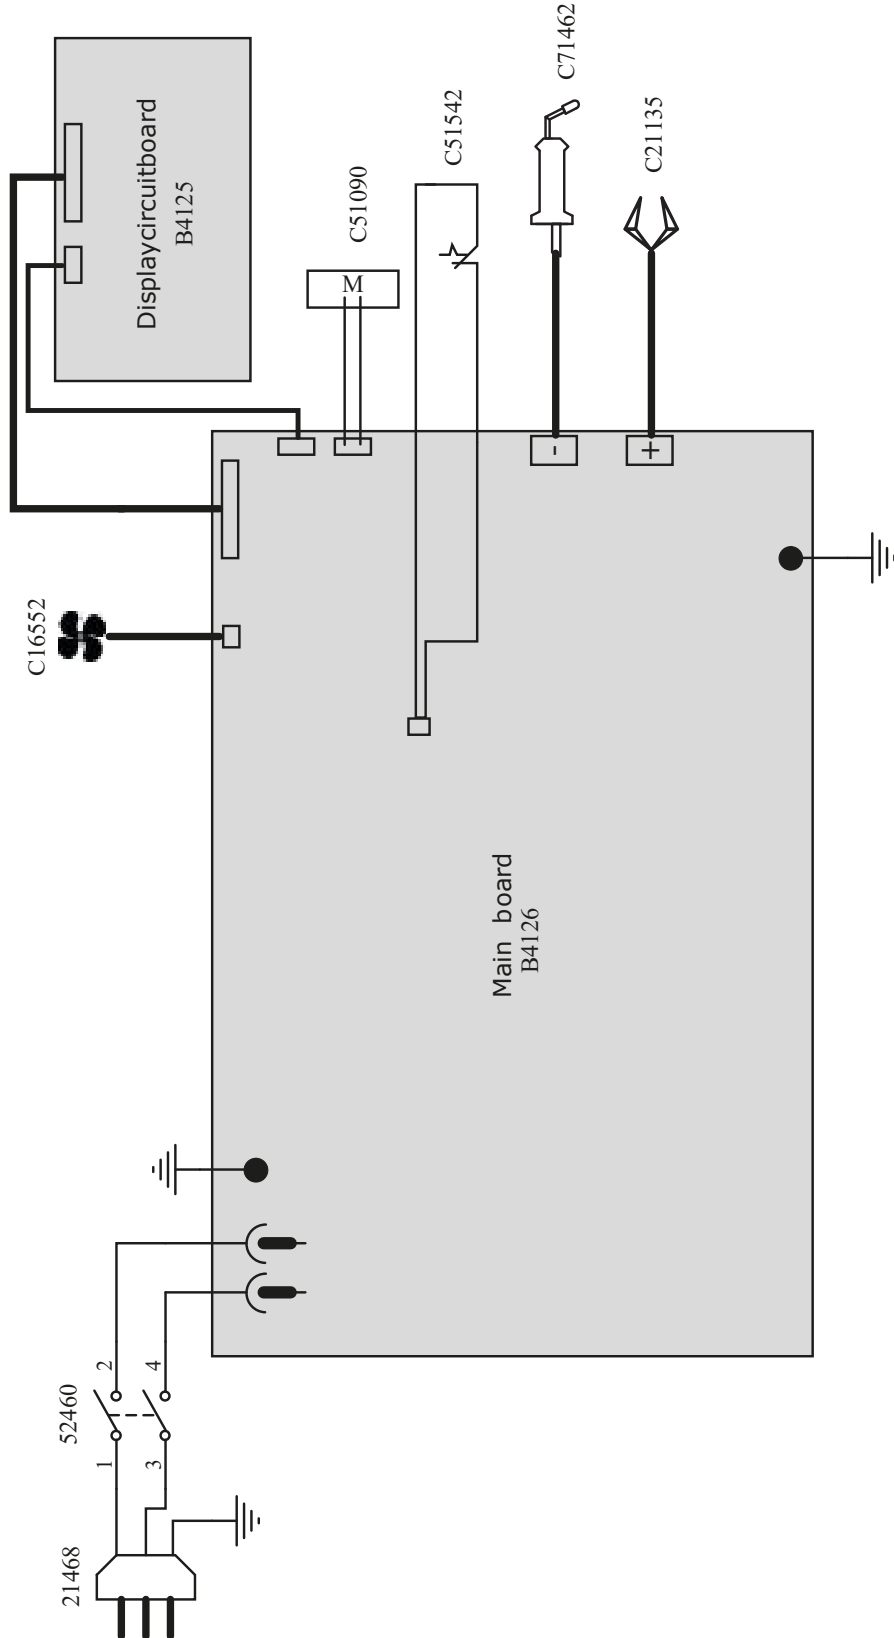 21468
52460
1
2
3
4
C16552
Displaycircuitboard
B4125
M
C51090
C51542
C71462
C21135
-
+
Main board
B4126